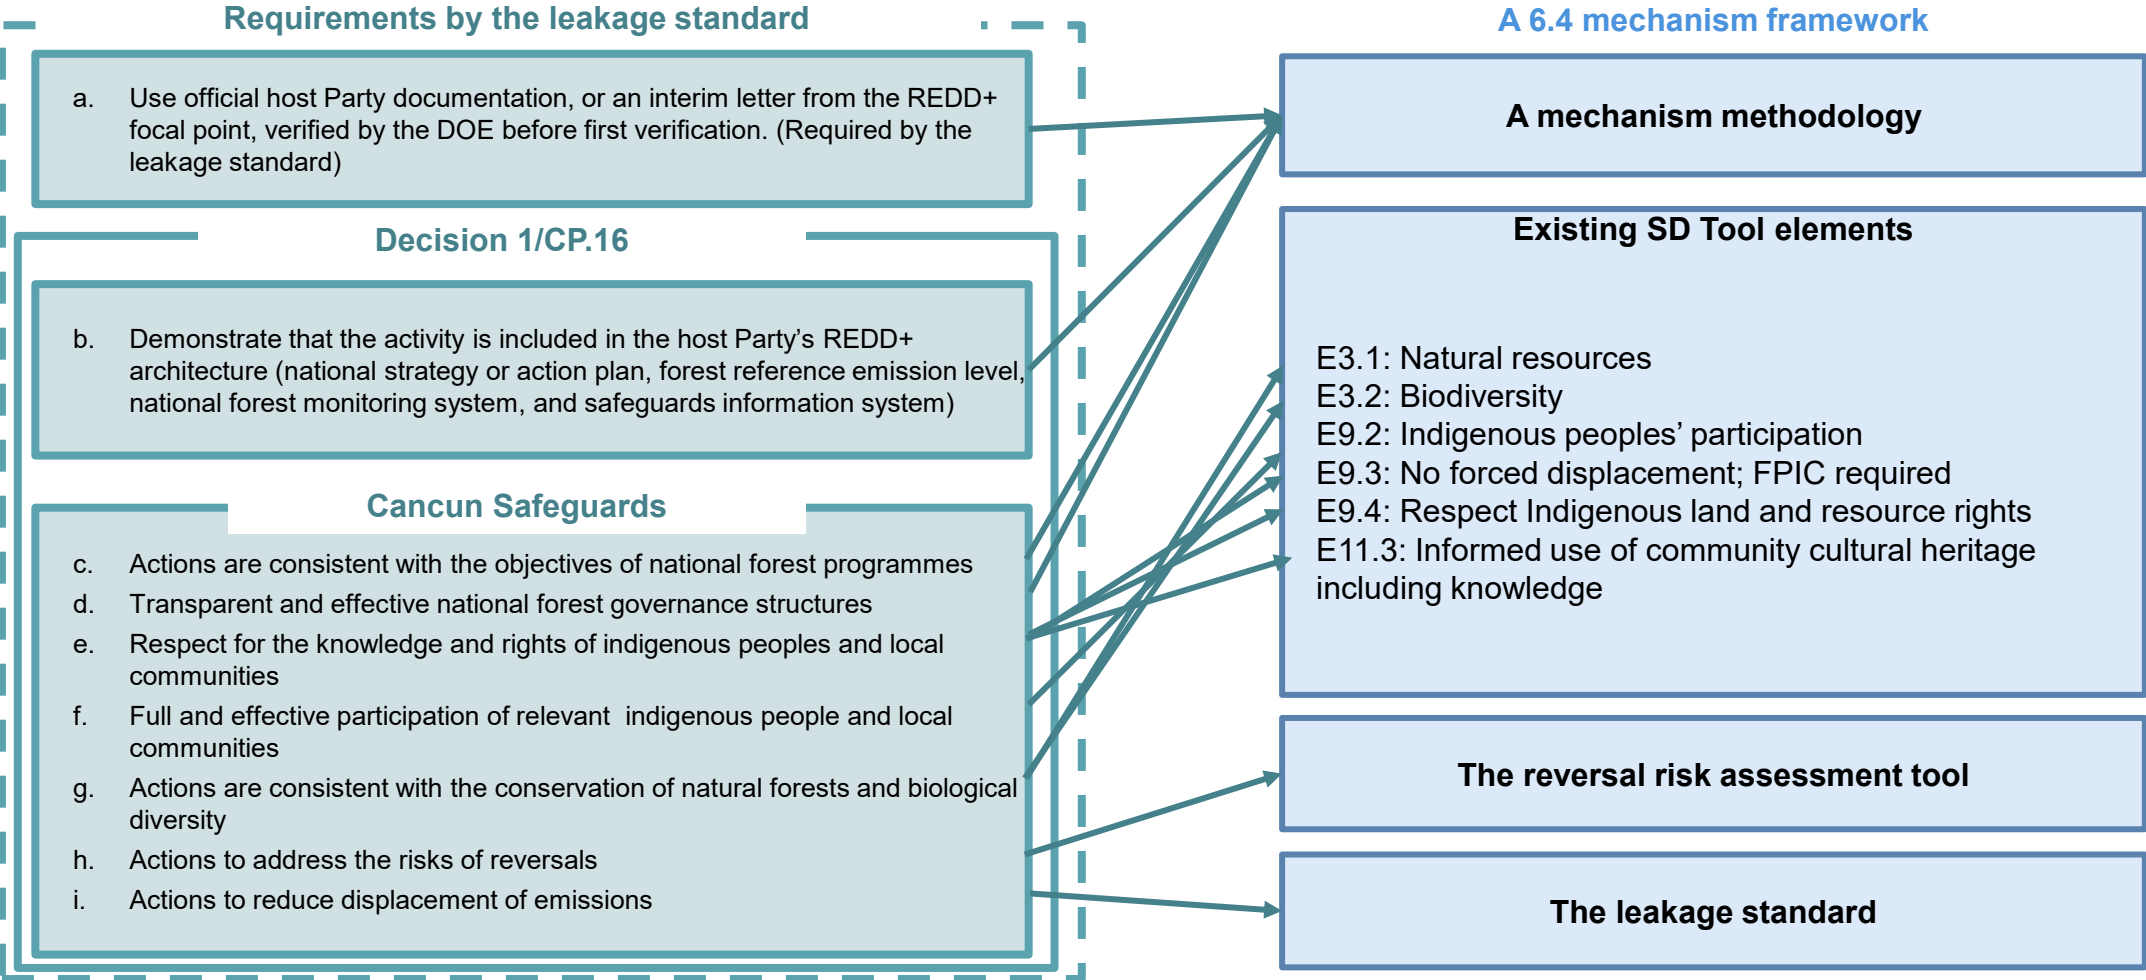 Requirements by the leakage standard
a. Use official host Party documentation, or an interim letter from the REDD+
focal point, verified by the DOE before first verification. (Required by the
leakage standard)
Decision 1/CP.16
b. Demonstrate that the activity is included in the host Party’s REDD+
architecture (national strategy or action plan, forest reference emission level,
national forest monitoring system, and safeguards information system)
Cancun Safeguards
c. Actions are consistent with the objectives of national forest programmes
d. Transparent and effective national forest governance structures
e. Respect for the knowledge and rights of indigenous peoples and local
communities
f. Full and effective participation of relevant  indigenous people and local
communities
g. Actions are consistent with the conservation of natural forests and biological
diversity
h. Actions to address the risks of reversals
i. Actions to reduce displacement of emissions
A 6.4 mechanism framework
A mechanism methodology
Existing SD Tool elements
E3.1: Natural resources
E3.2: Biodiversity
E9.2: Indigenous peoples’ participation
E9.3: No forced displacement; FPIC required
E9.4: Respect Indigenous land and resource rights
E11.3: Informed use of community cultural heritage
including knowledge
The reversal risk assessment tool
The leakage standard